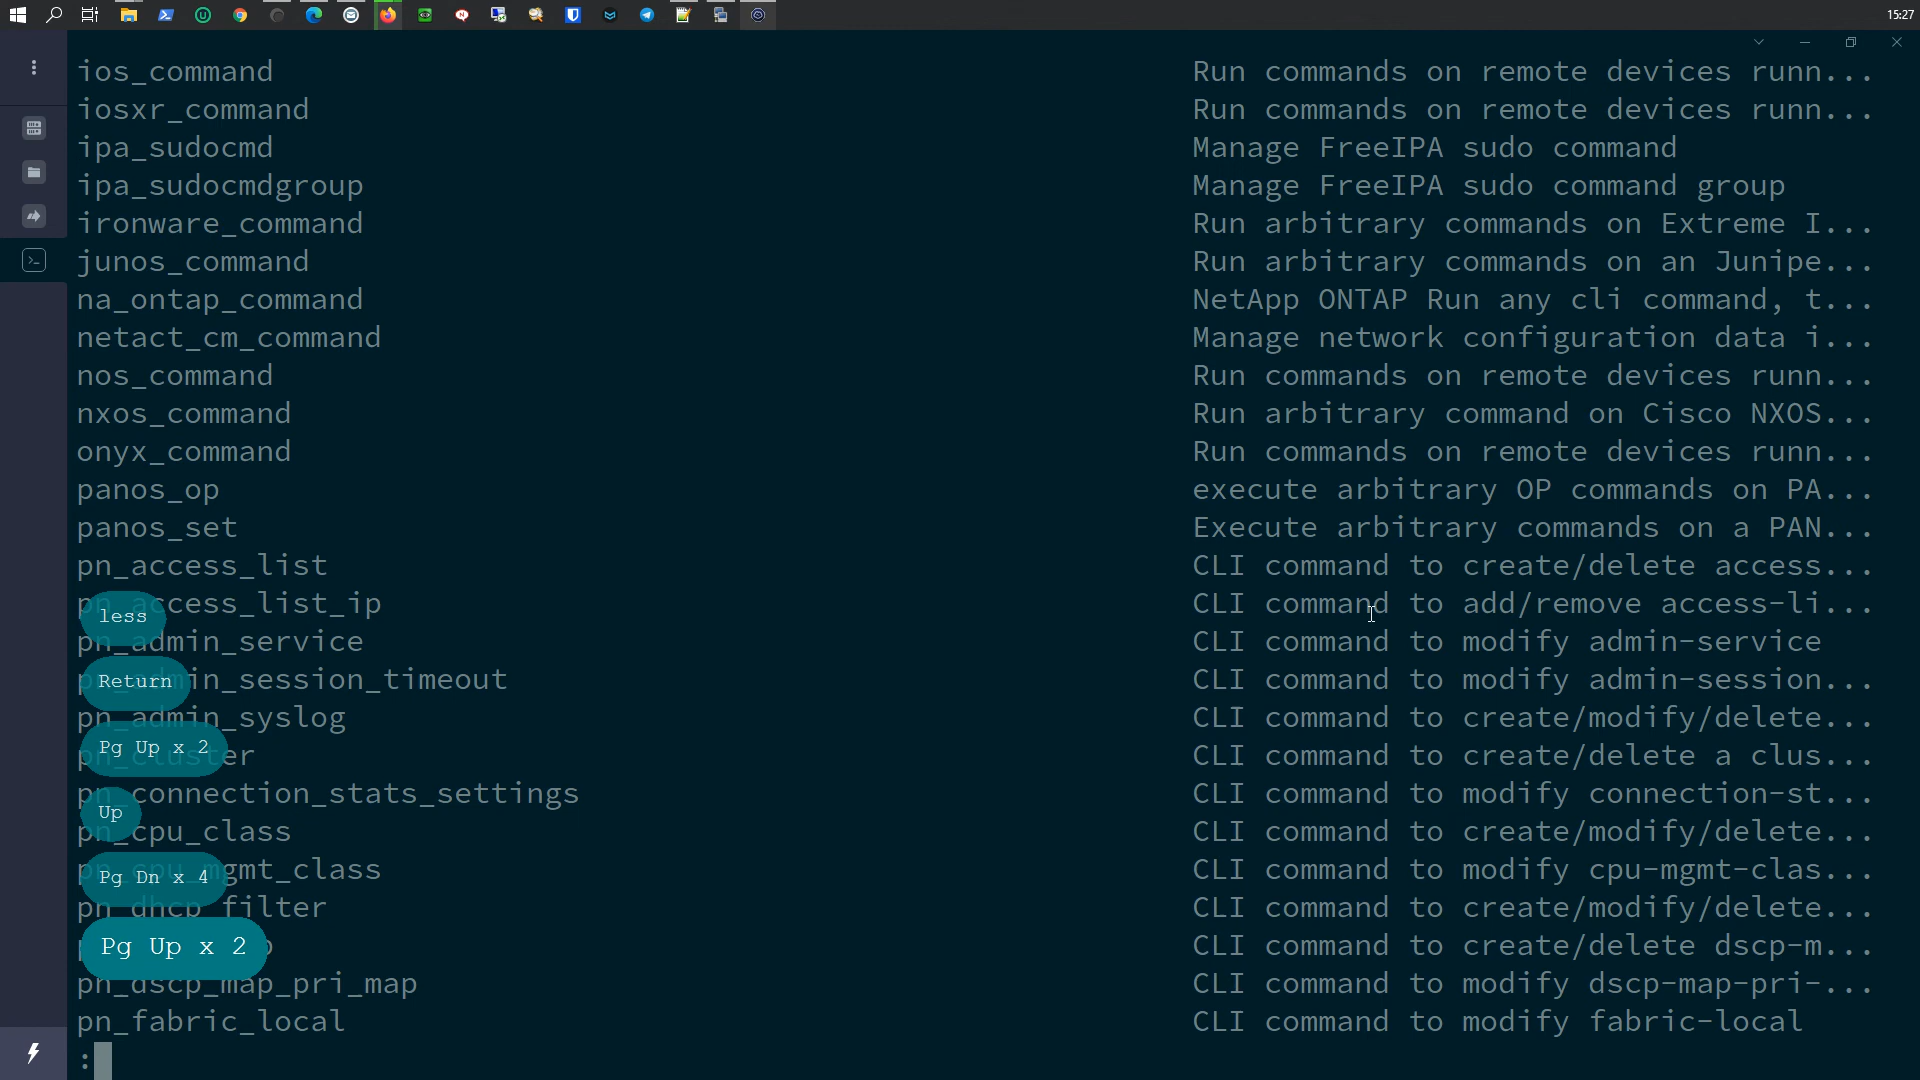 15:27
ios_command Run commands on remote devices runn...
iosxr_command Run commands on remote devices runn...
ipa_sudocmd Manage FreeIPA sudo command
ipa_sudocmdgroup Manage FreeIPA sudo command group
ironware_command Run arbitrary commands on Extreme I...
junos_command Run arbitrary commands on an Junipe...
na_ontap_command NetApp ONTAP Run any cli command, t...
netact_cm_command Manage network configuration data i...
nos_command Run commands on remote devices runn...
nxos_command Run arbitrary command on Cisco NXOS...
onyx_command Run commands on remote devices runn...
panos_op execute arbitrary OP commands on PA...
panos_set Execute arbitrary commands on a PAN...
pn_access_list CLI command to create/delete access...
pn_access_list_ip CLI command to add/remove access-li...
less
pn_admin_service CLI command to modify admin-service
pn_admin_session_timeout CLI command to modify admin-session...
Return
pn_admin_syslog CLI command to create/modify/delete...
Pg Up x 2
pn_cluster CLI command to create/delete a clus...
pn_connection_stats_settings CLI command to modify connection-st...
Up
pn_cpu_class CLI command to create/modify/delete...
pn_cpu_mgmt_class CLI command to modify cpu-mgmt-clas...
Pg Dn x 4
pn_dhcp_filter CLI command to create/modify/delete...
Pg Up x 2
CLI command to create/delete dscp-m...
pn_dscp_map_pri_map CLI command to modify dscp-map-pri-...
pn_fabric_local CLI command to modify fabric-local
: